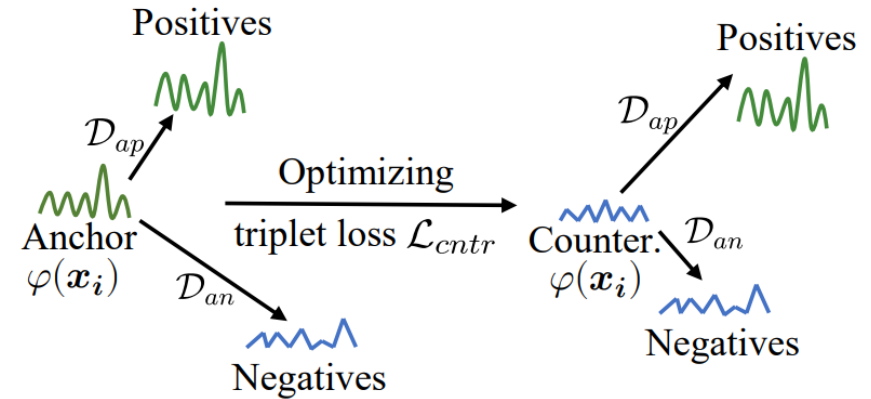 Positives
𝒟ap
Anchor
φ(xi)
𝒟an
Negatives
Optimizing
triplet loss ℒcntr
Positives
𝒟ap
Counter.
φ(xi)
𝒟an
Negatives